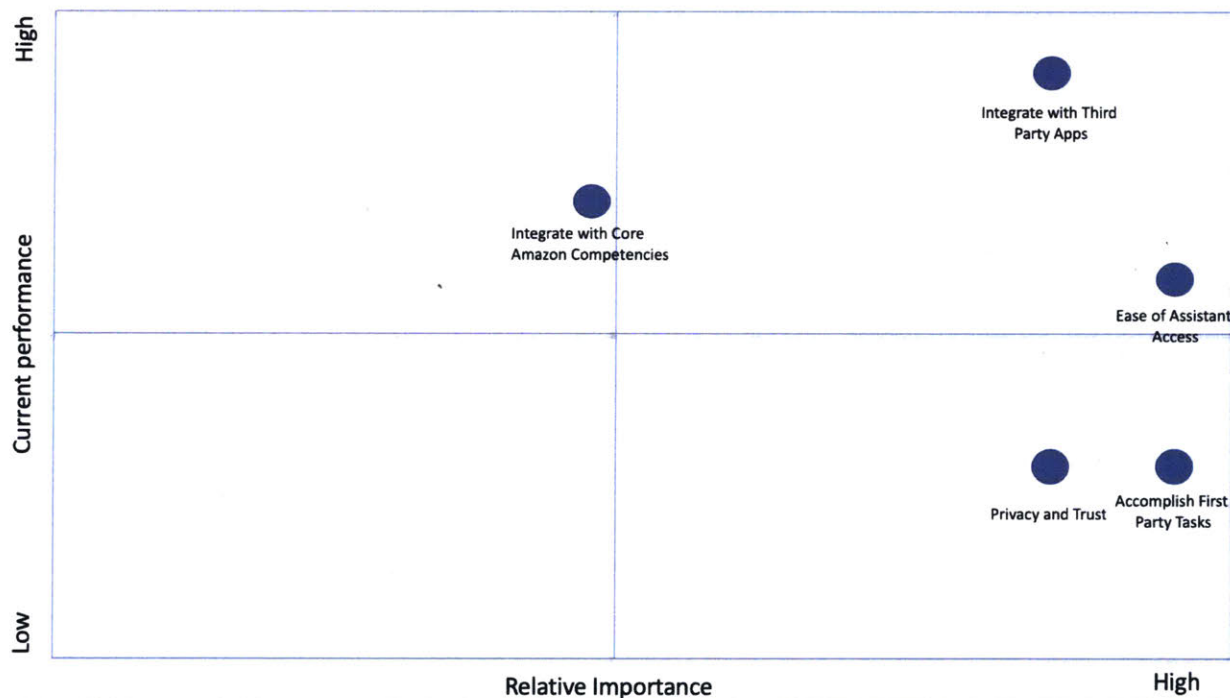 High
Integrate with Third
Party Apps
Integrate with Core
Amazon Competencies
Current performance
Ease of Assistant
Access
Privacy and Trust
Accomplish First
Party Tasks
Low
Relative Importance
High